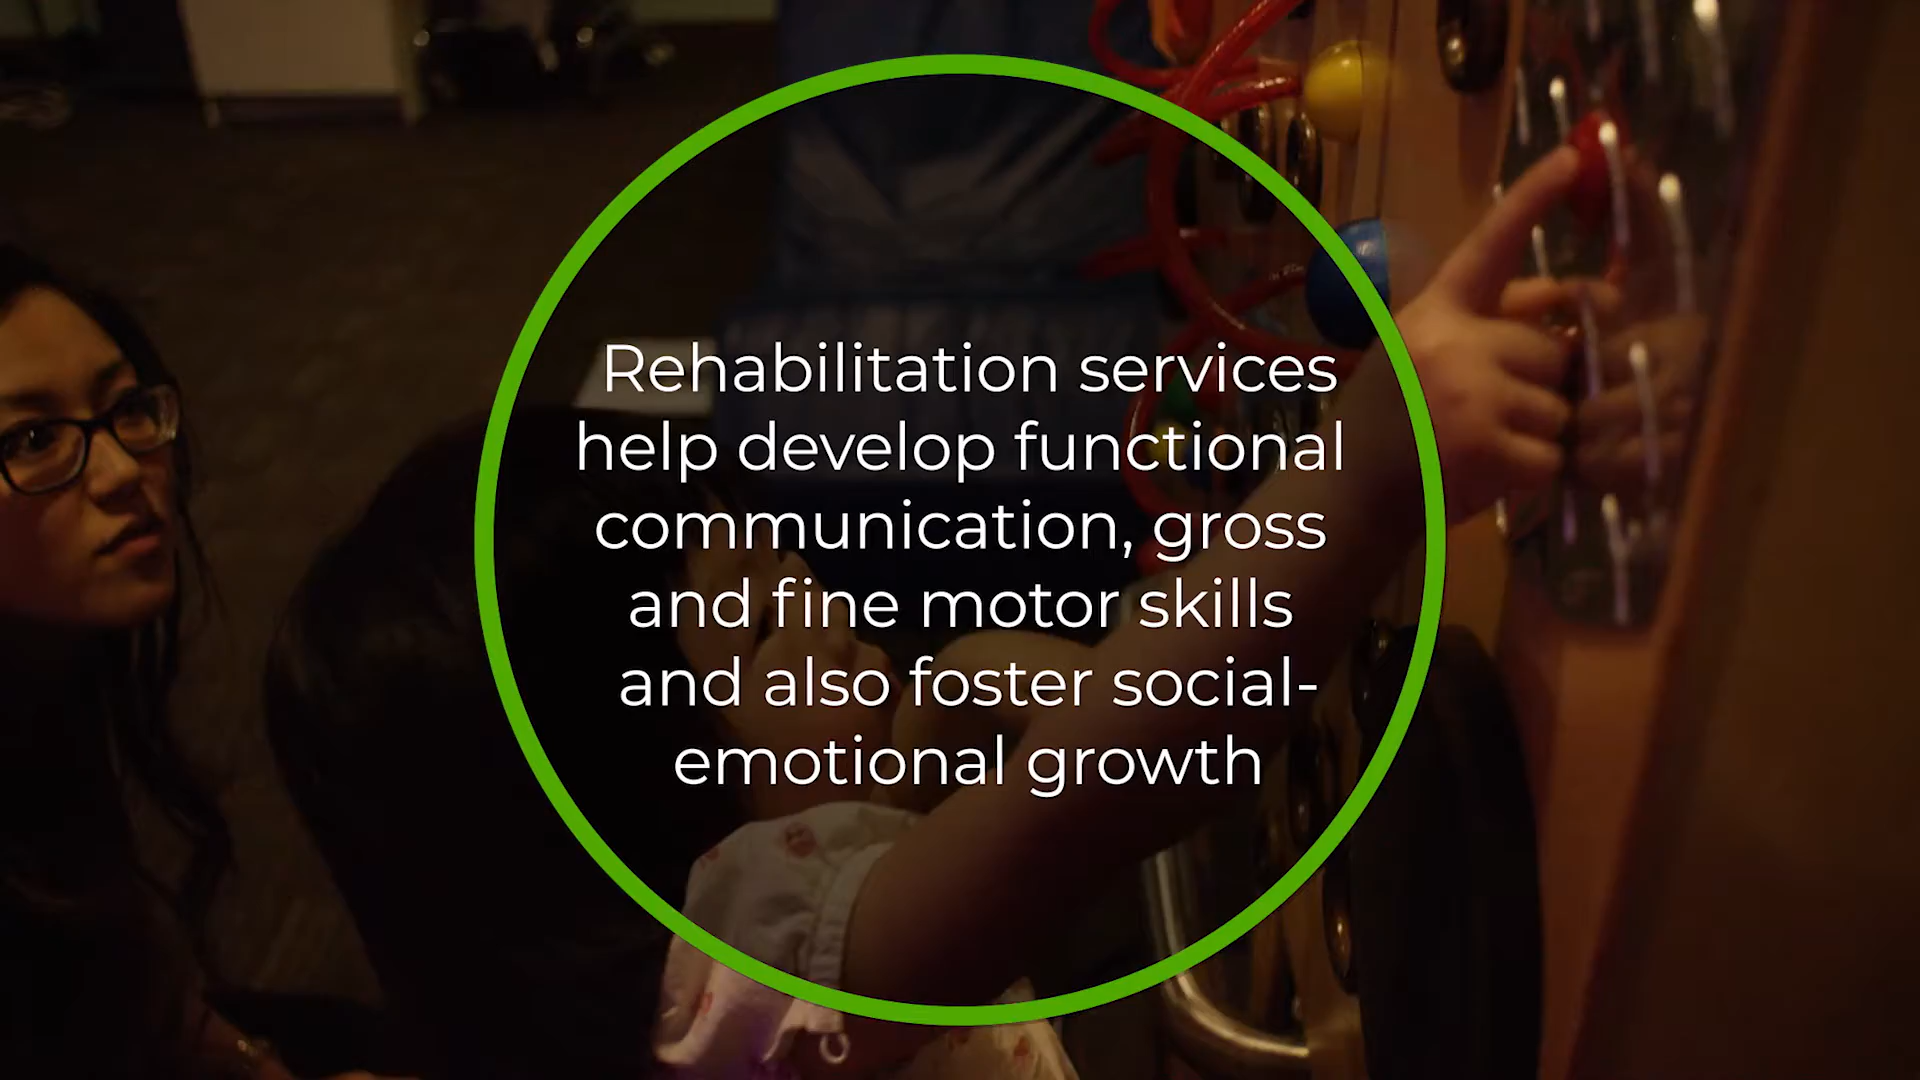 Rehabilitation services
help develop functional
communication, gross
and fine motor skills
and also foster social-
emotional growth